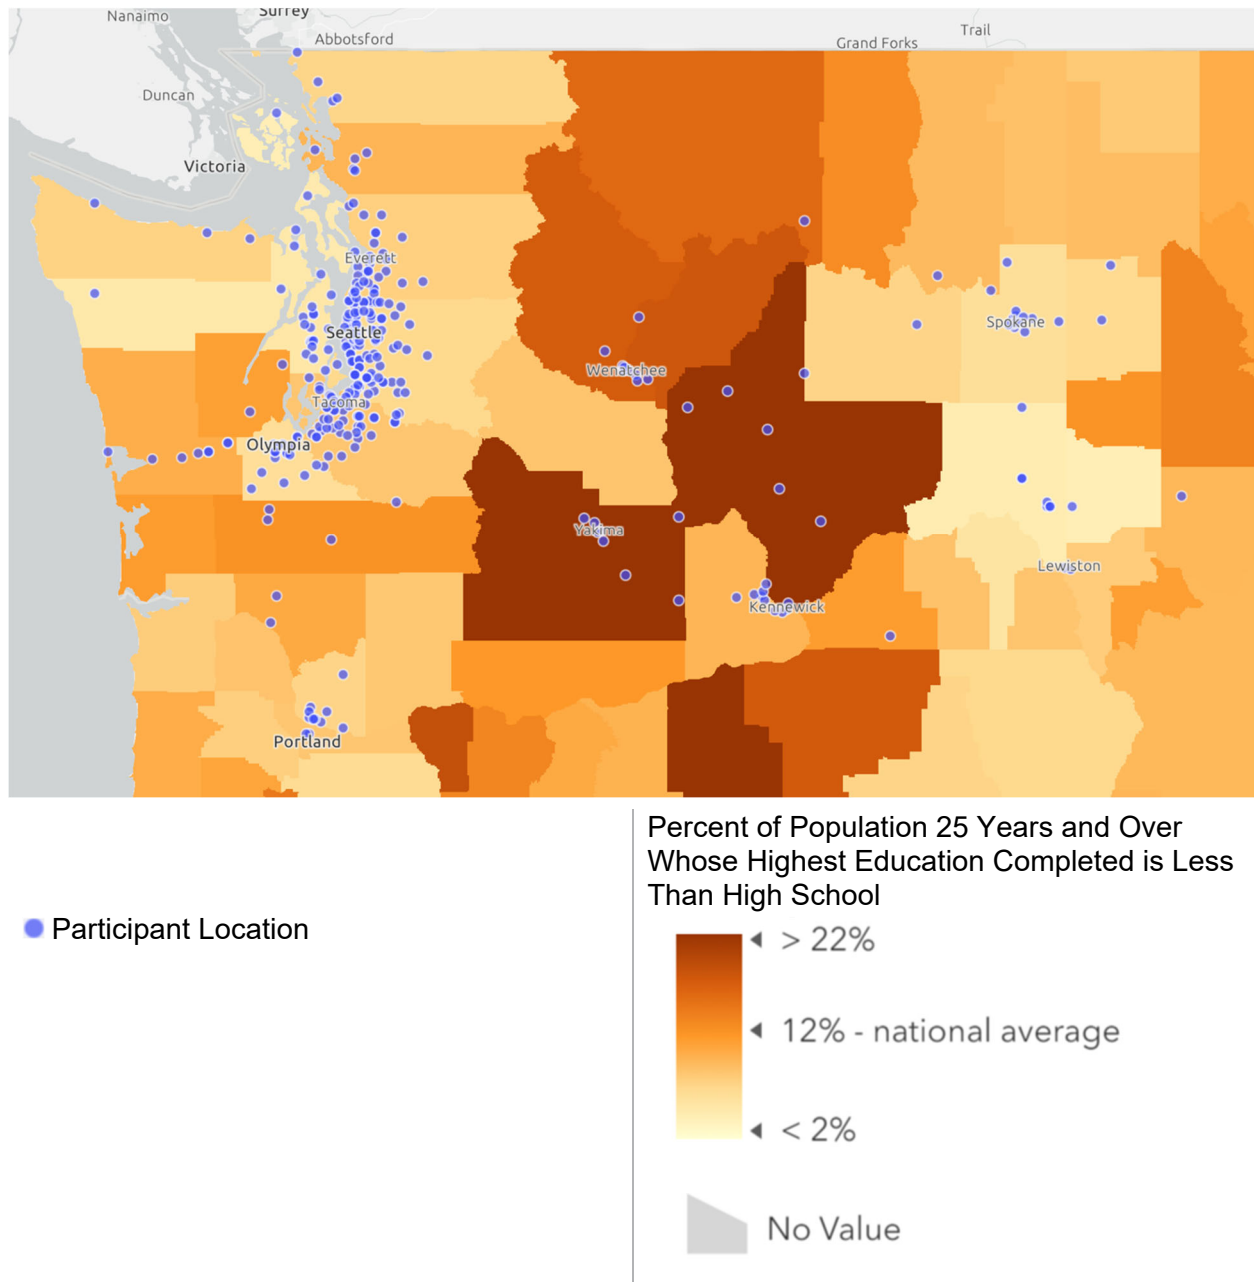 Nanaimo
Surrey
Abbotsford
Trail
Grand Forks
Duncan
Victoria
Everett
Seattle
Spokane
Wenatchee
Tacoma
Olympia
Yakima
Lewiston
Kennewick
Portland
Participant Location
Percent of Population 25 Years and Over
Whose Highest Education Completed is Less
Than High School
> 22%
12% - national average
< 2%
No Value